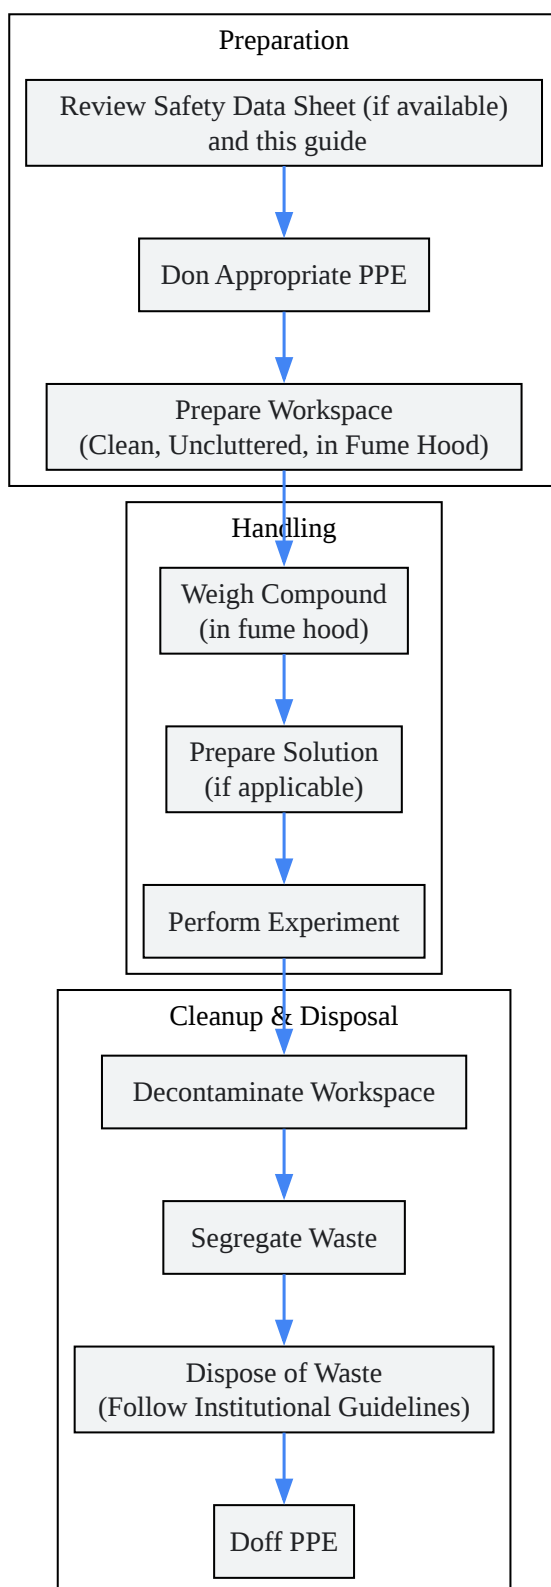 Preparation
Review Safety Data Sheet (if available)
and this guide
Don Appropriate PPE
Prepare Workspace
(Clean, Uncluttered, in Fume Hood)
Handling
Weigh Compound
(in fume hood)
Prepare Solution
(if applicable)
Perform Experiment
Cleanup & Disposal
Decontaminate Workspace
Segregate Waste
Dispose of Waste
(Follow Institutional Guidelines)
Doff PPE